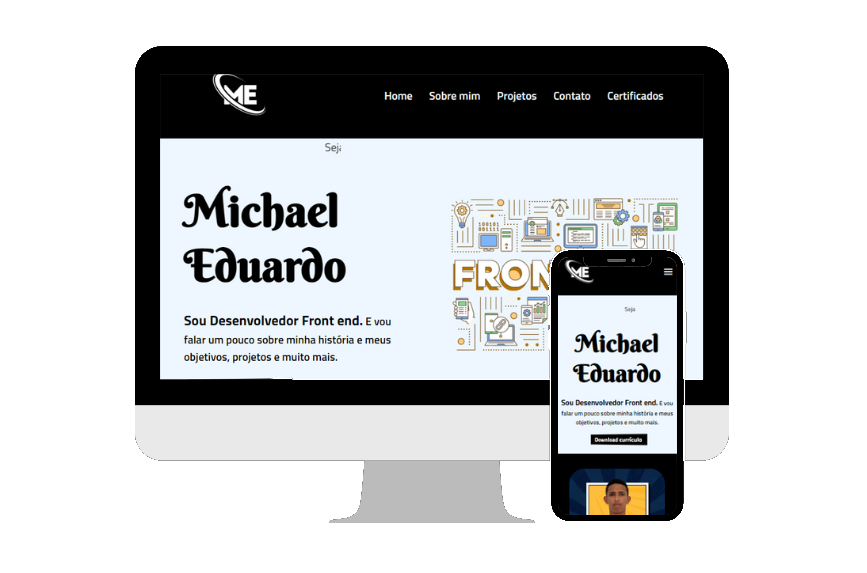 ME
Home Sobre mim Projetos Contato Certificados
Sej
Michael
Eduardo
Sou Desenvolvedor Front end. E vou
falar um pouco sobre minha história e meus
objetivos, projetos e muito mais.
FRON
ME
Seja
Michael
Eduardo
Sou Desenvolvedor Front end. E vou
falar um pouco sobre minha história e meus
objetivos, projetos e muito mais.
Download currículo